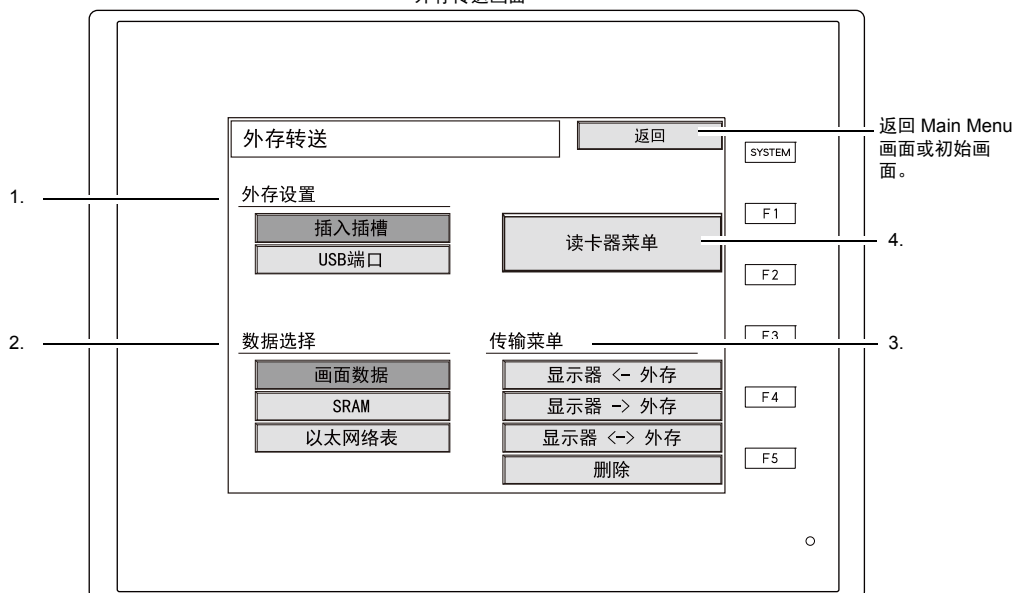 外存转送
返回
返回 Main Menu
画面或初始画
面。
SYSTEM
1.
外存设置
插入插槽
USB端口
读卡器菜单
4.
F1
F2
2.
数据选择
传输菜单
3.
F3
画面数据
SRAM
以太网络表
显示器 <- 外存
显示器 -> 外存
显示器 <-> 外存
删除
F4
F5